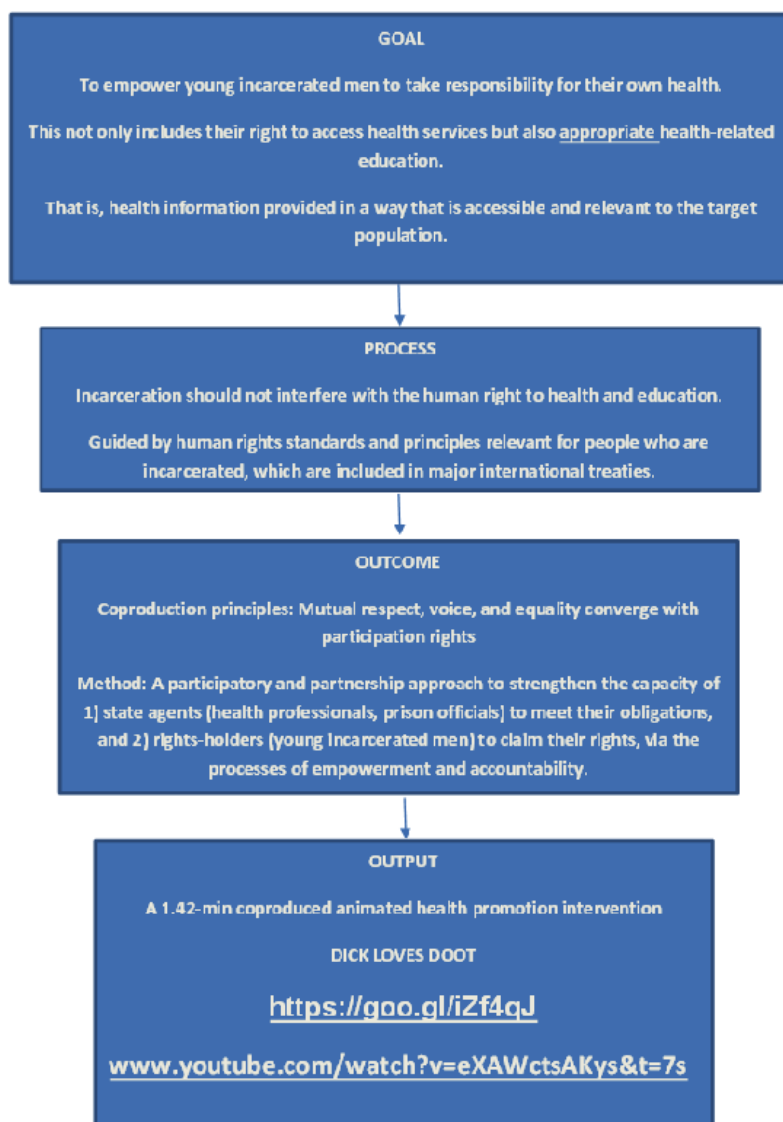 GOAL
To empower young incarcerated men to take responsibility for their own health.
This not only includes their right to access health services but also appropriate health-related
education.
That is, health information provided in a way that is accessible and relevant to the target
population.
PROCESS
Incarceration should not interfere with the human right to health and education.
Guided by human rights standards and principles relevant for people who are
incarcerated, which are included in major international treaties.
OUTCOME
Coproduction principles: Mutual respect, voice, and equality converge with
participation rights
Method: A participatory and partnership approach to strengthen the capacity of
1) state agents (health professionals, prison officials) to meet their obligations,
and 2) rights-holders (young incarcerated men) to claim their rights, via the
processes of empowerment and accountability.
OUTPUT
A 1.42-min coproduced animated health promotion intervention
DICK LOVES DOOT
https://goo.gl/iZf4qJ
www.youtube.com/watch?v=eXAWctsAKys&t=7s